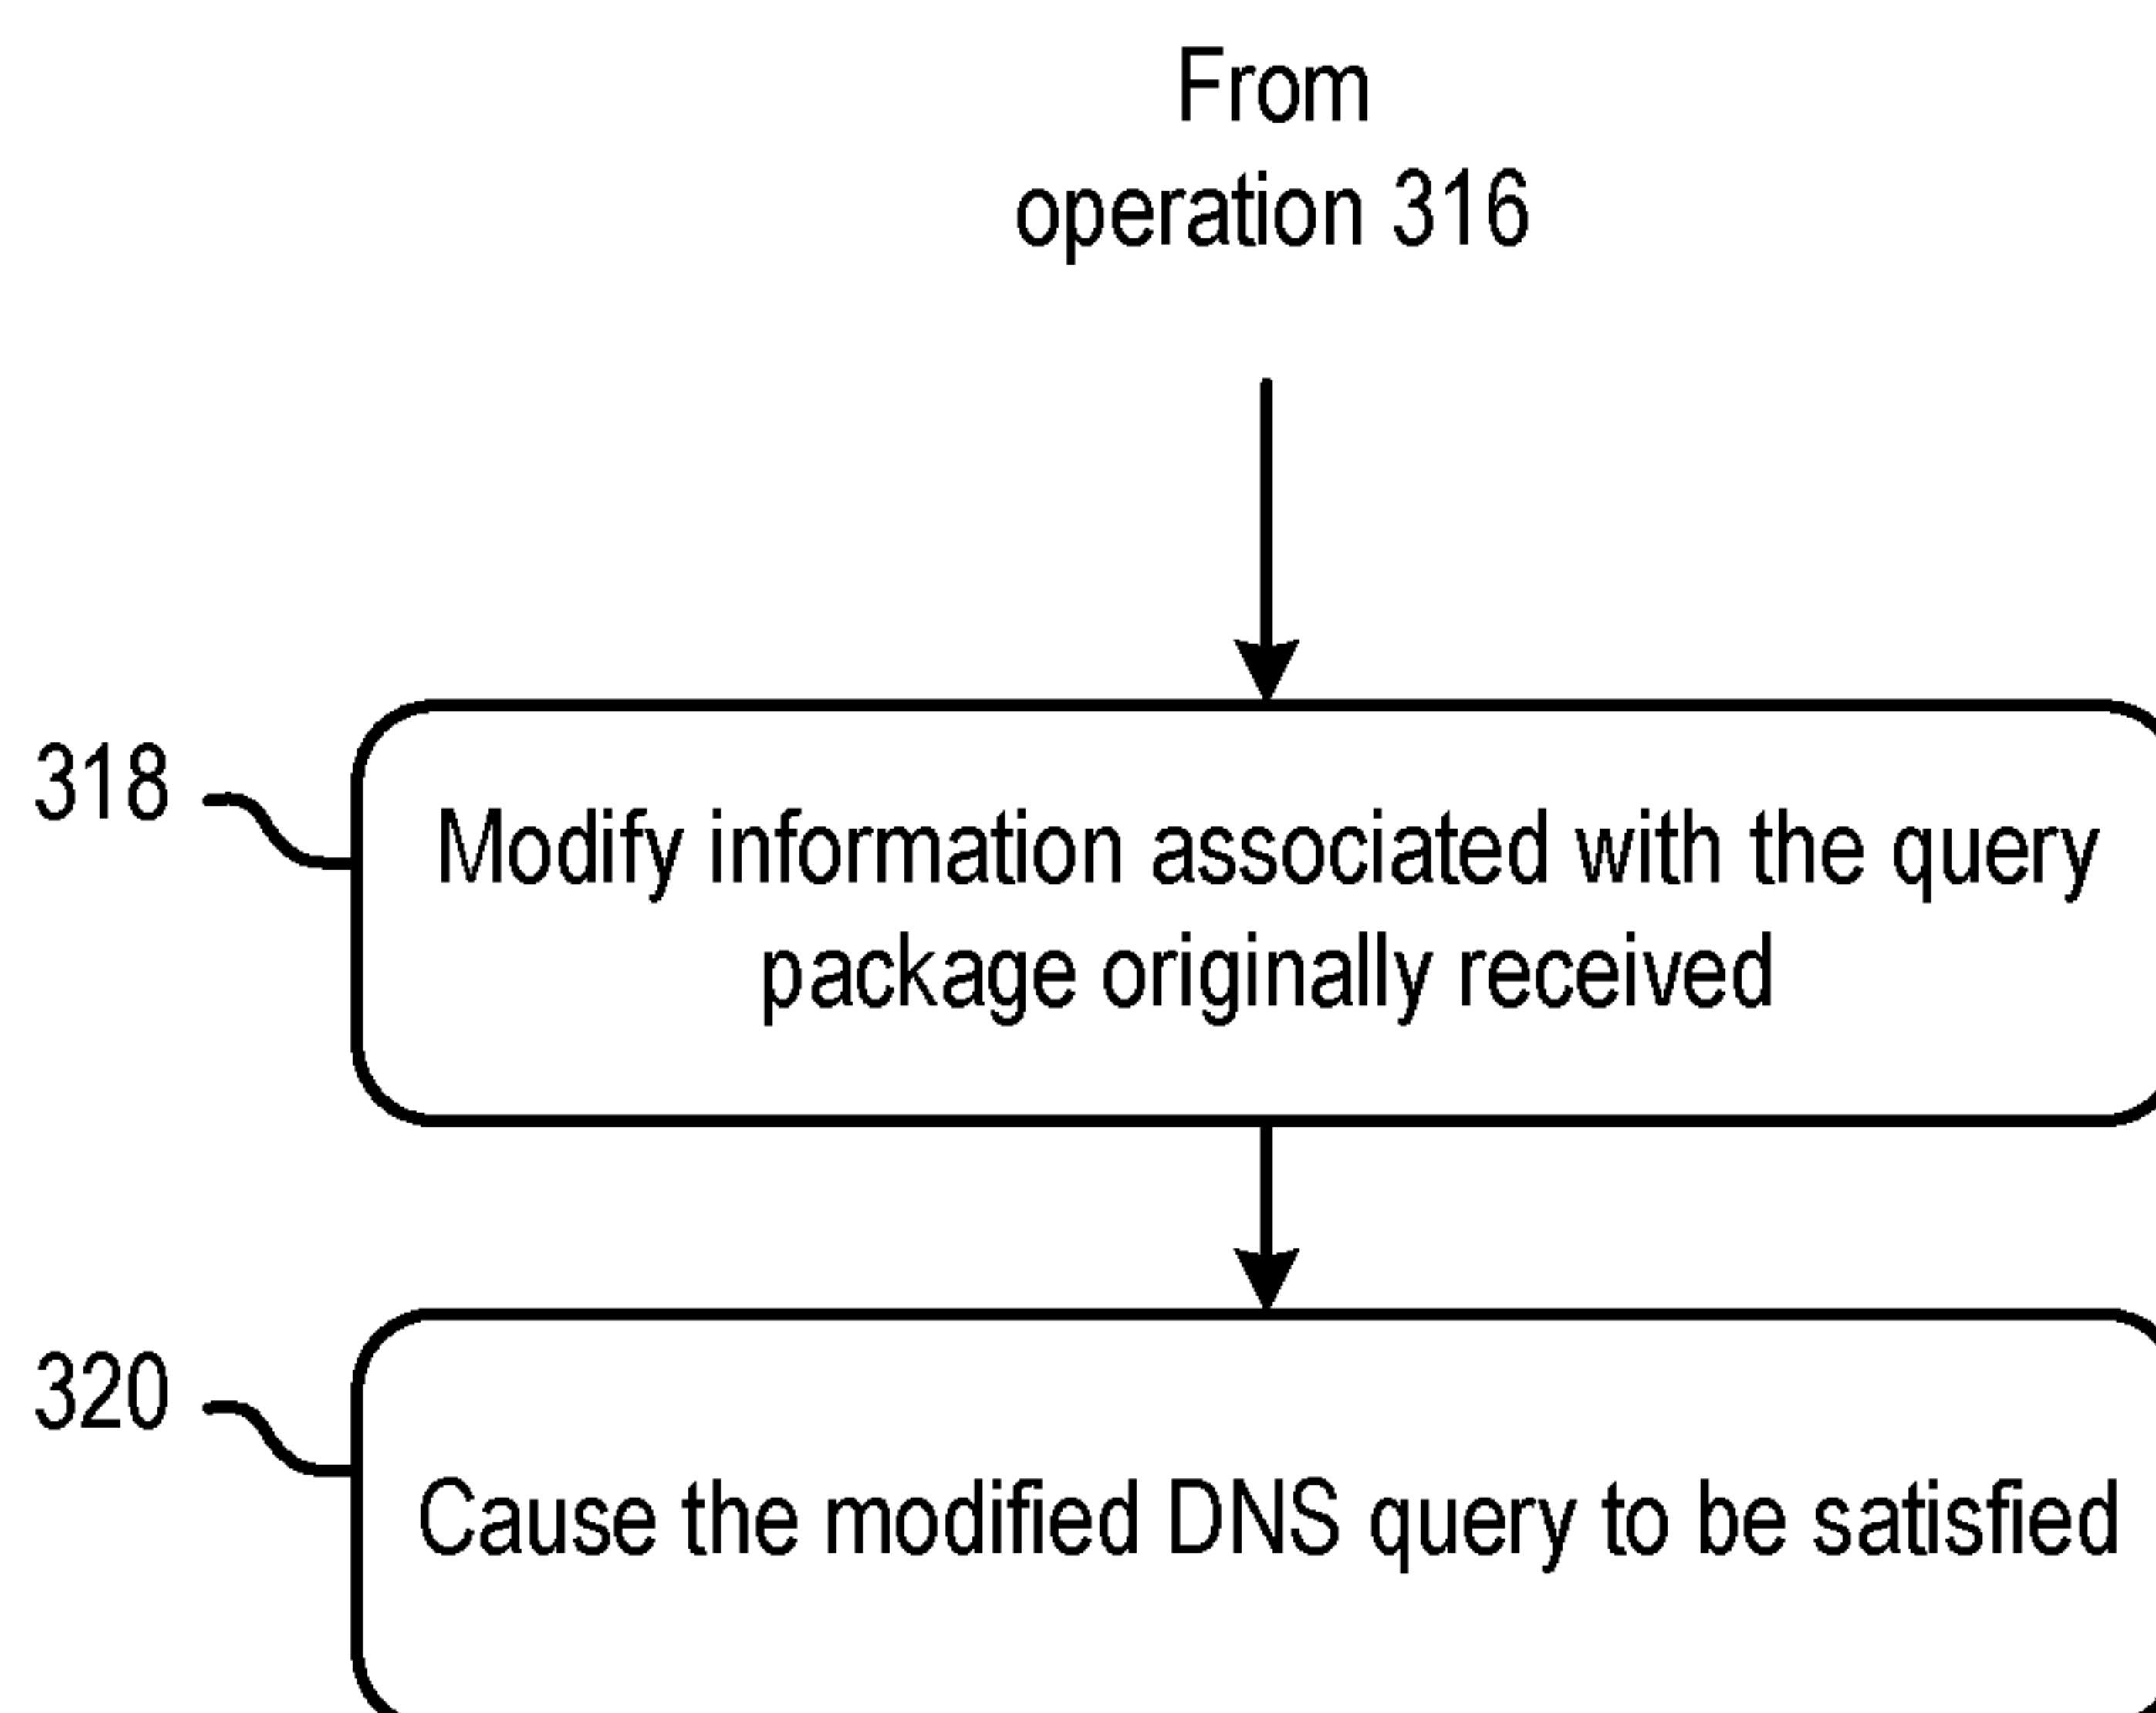 From
operation 316
318
Modify information associated with the query
package originally received
320
Cause the modified DNS query to be satisfied